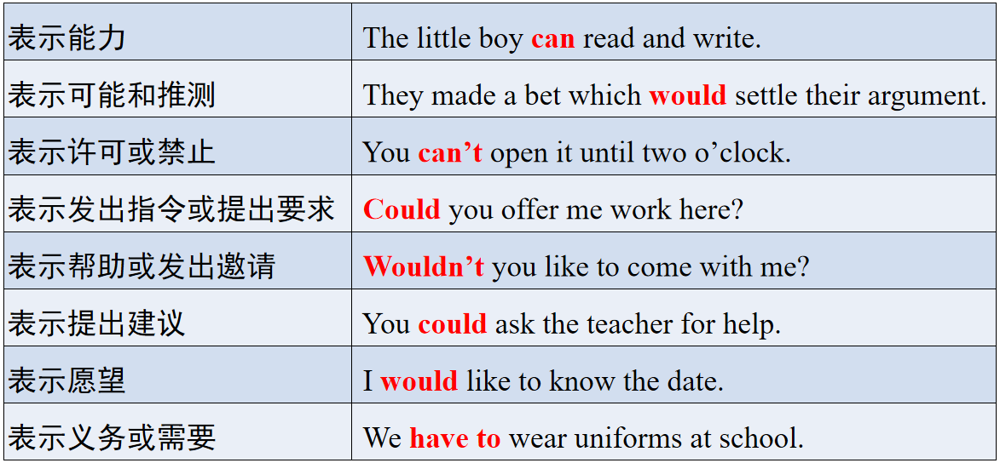 表示能力 The little boy can read and write.
表示可能和推测 They made a bet which would settle their argument.
表示许可或禁止 You can’t open it until two o’clock.
表示发出指令或提出要求 Could you offer me work here?
表示帮助或发出邀请 Wouldn’t you like to come with me?
表示提出建议 You could ask the teacher for help.
表示愿望 I would like to know the date.
表示义务或需要 We have to wear uniforms at school.